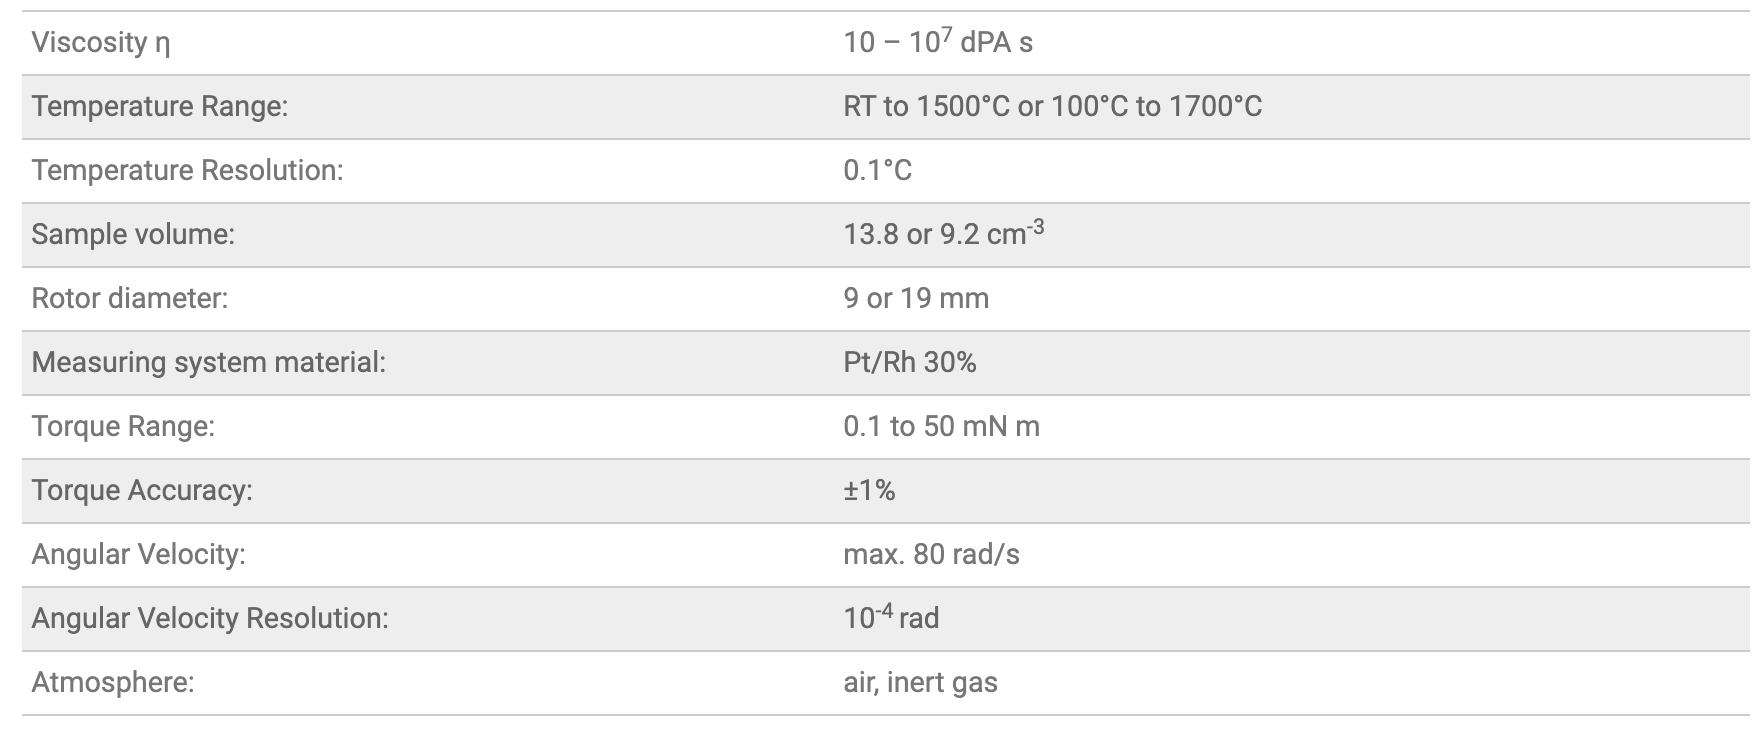 Viscosity η 10 – 10⁷ dPA s
Temperature Range: RT to 1500°C or 100°C to 1700°C
Temperature Resolution: 0.1°C
Sample volume: 13.8 or 9.2 cm⁻³
Rotor diameter: 9 or 19 mm
Measuring system material: Pt/Rh 30%
Torque Range: 0.1 to 50 mN m
Torque Accuracy: ±1%
Angular Velocity: max. 80 rad/s
Angular Velocity Resolution: 10⁻⁴ rad
Atmosphere: air, inert gas